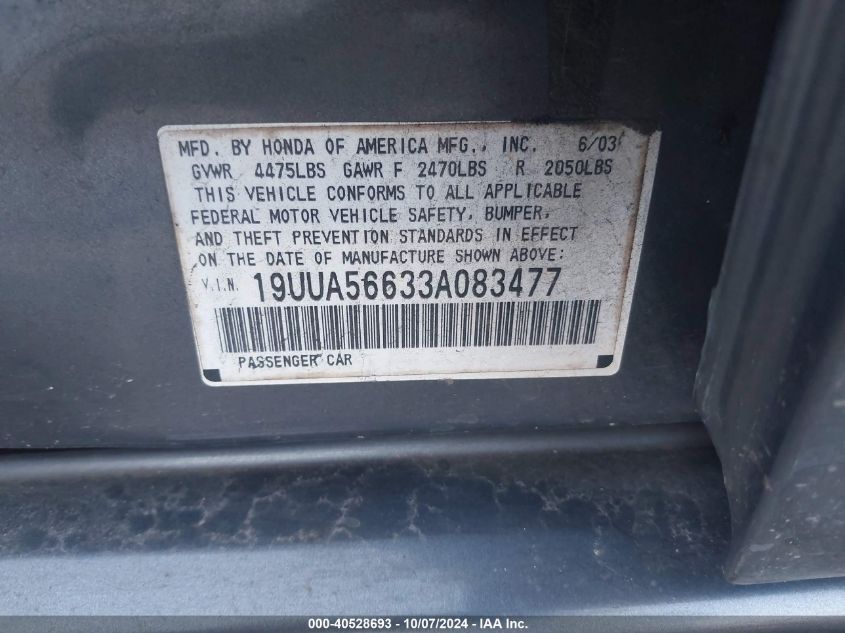 MFD. BY HONDA OF AMERICA MFG., INC. 6/03
GVWR 4475LBS GAWR F 2470LBS R 2050LBS
THIS VEHICLE CONFORMS TO ALL APPLICABLE
FEDERAL MOTOR VEHICLE SAFETY, BUMPER,
AND THEFT PREVENTION STANDARDS IN EFFECT
ON THE DATE OF MANUFACTURE SHOWN ABOVE:
V.I.N. 19UUA56633A083477
PASSENGER CAR
000-40528693 - 10/07/2024 - IAA Inc.